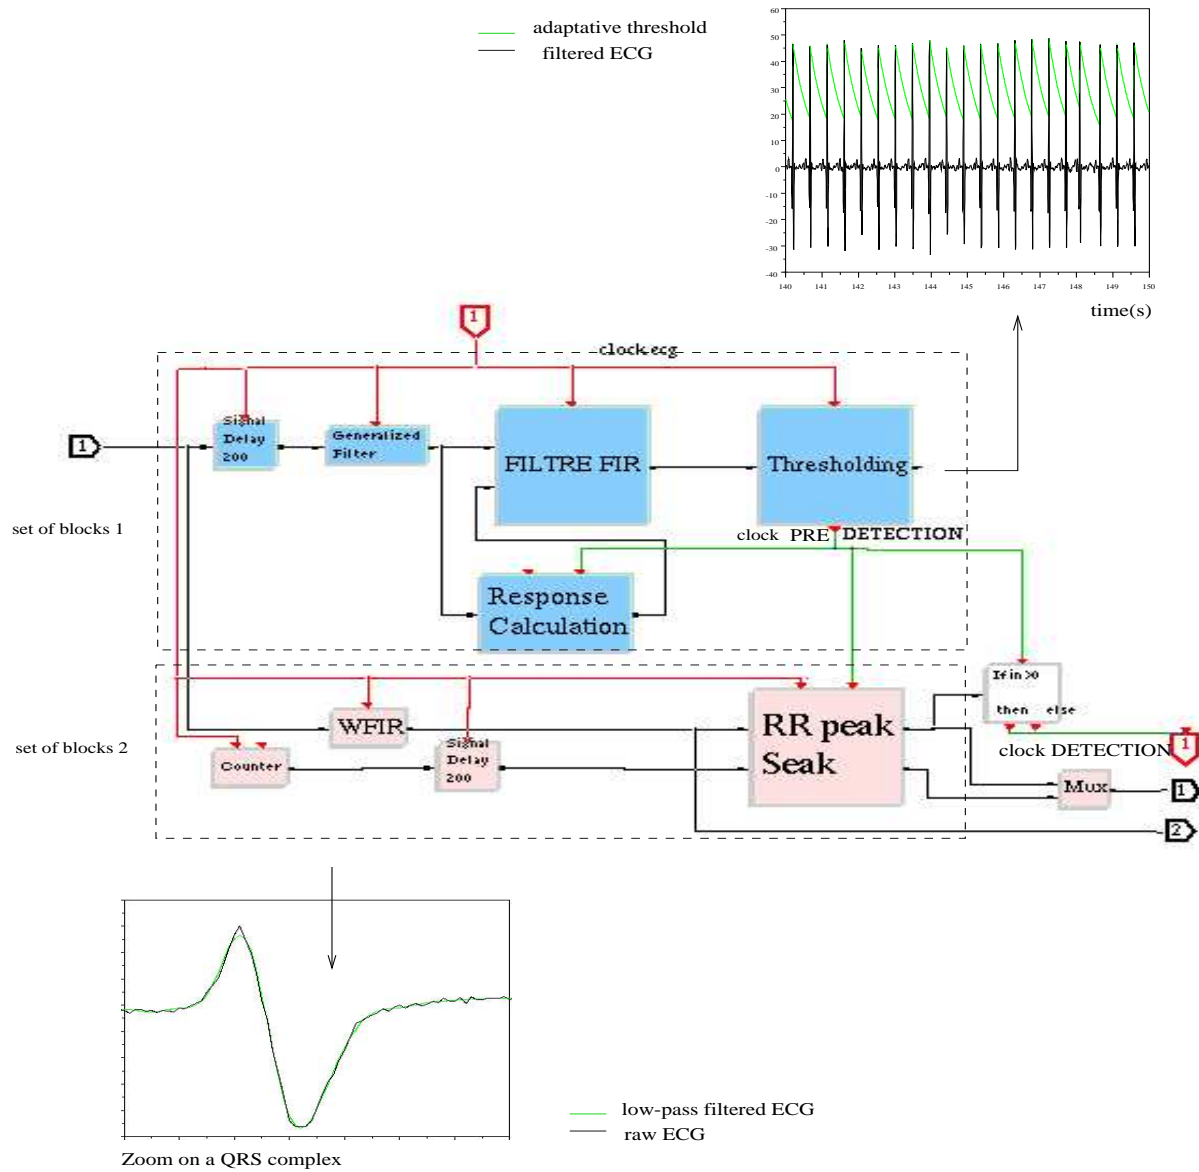 adaptative threshold
filtered ECG
60
50
40
30
20
10
0
-10
-20
-30
-40
140 141 142 143 144 145 146 147 148 149 150
time(s)
1
clock.ecg
1
Signal
Delay
200
Generalized
Filter
FILTRE FIR
Thresholding
set of blocks 1
clock PRE DETECTION
Response
Calculation
If in>0
then else
WFIR
RR peak
Seak
set of blocks 2
Signal
Delay
200
Counter
clock DETECTION
1
Mux
1
2
low-pass filtered ECG
raw ECG
Zoom on a QRS complex